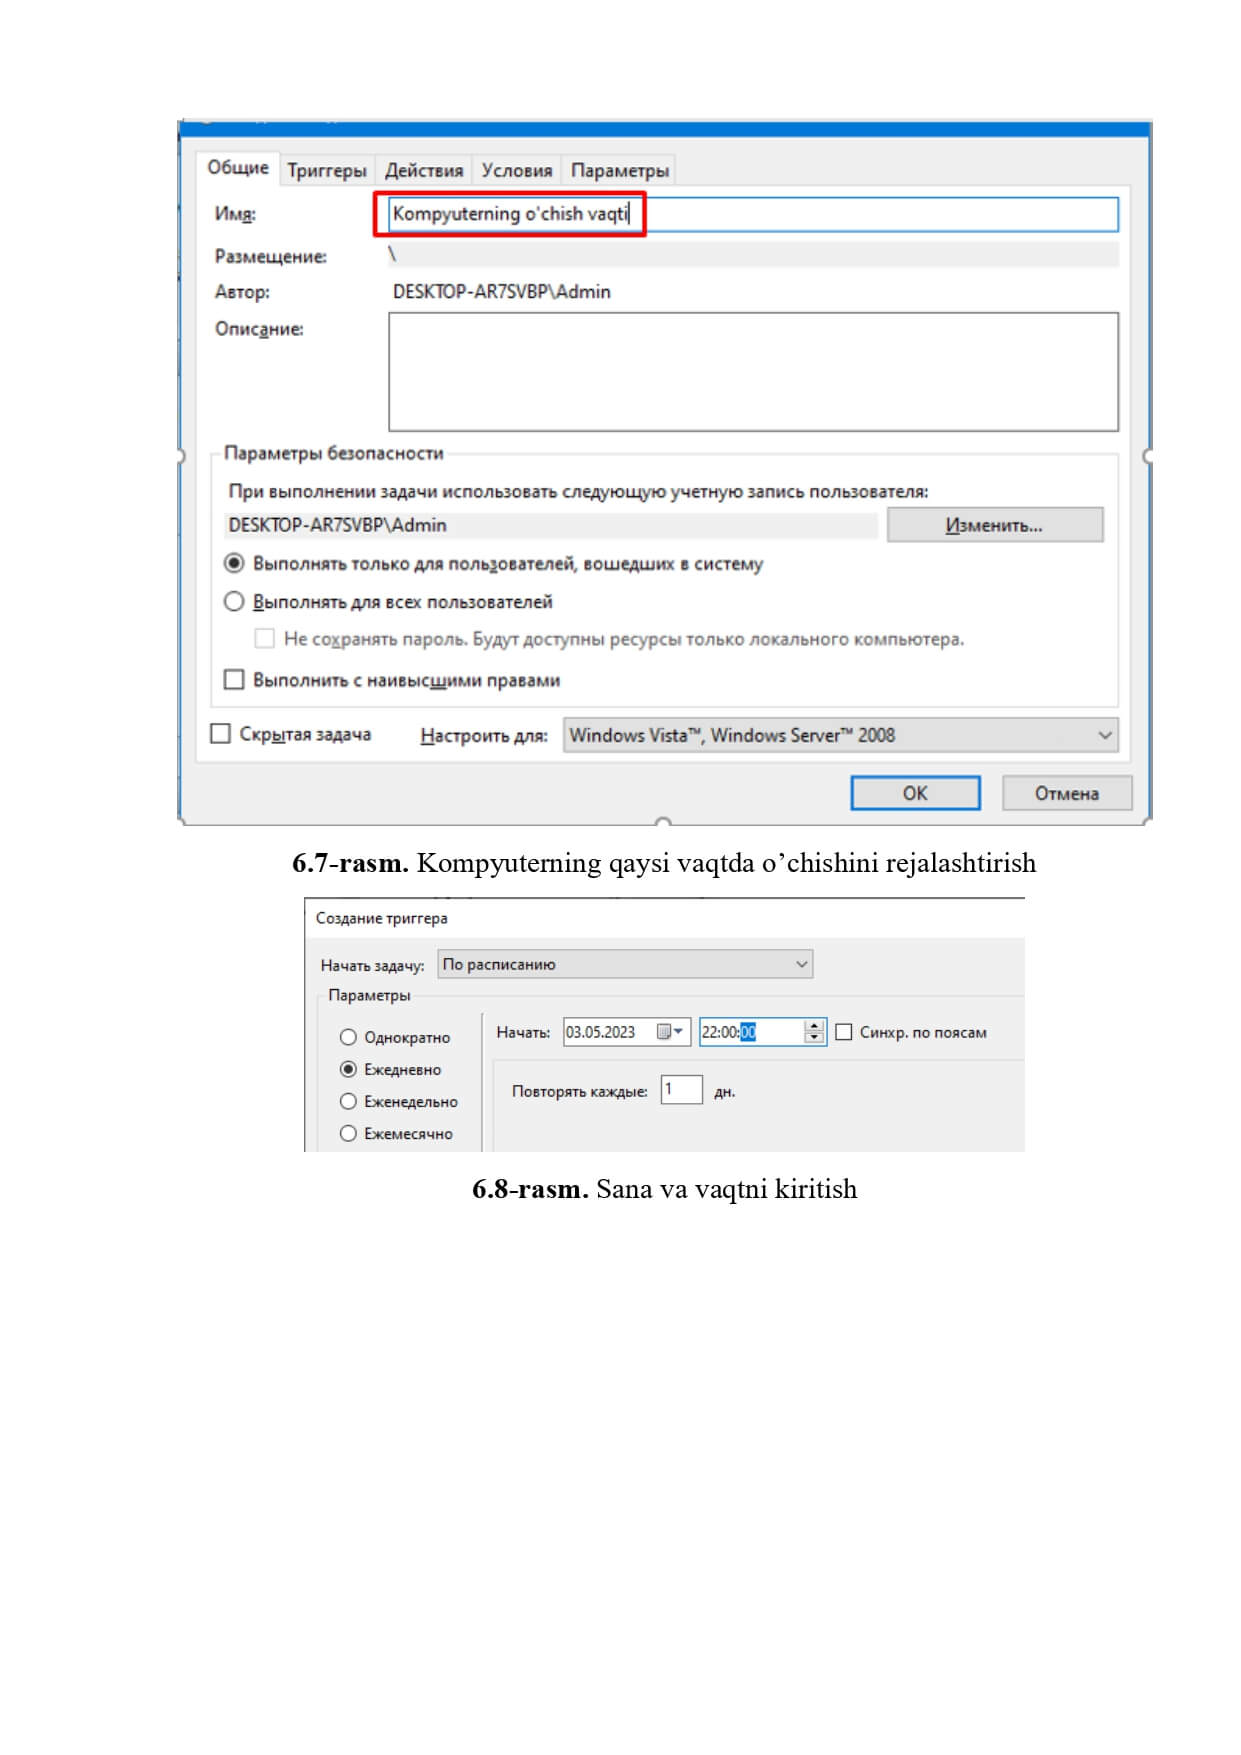 Общие Триггеры Действия Условия Параметры
Имя: Kompyuterning o'chish vaqti
Размещение: \
Автор: DESKTOP-AR7SVBP\Admin
Описание:
Параметры безопасности
При выполнении задачи использовать следующую учетную запись пользователя:
DESKTOP-AR7SVBP\Admin Изменить...
Выполнять только для пользователей, вошедших в систему
Выполнять для всех пользователей
Не сохранять пароль. Будут доступны ресурсы только локального компьютера.
Выполнить с наивысшими правами
Скрытая задача Настроить для: Windows Vista™, Windows Server™ 2008
OK Отмена
6.7-rasm. Kompyuterning qaysi vaqtda o’chishini rejalashtirish
Создание триггера
Начать задачу: По расписанию
Параметры
Однократно Начать: 03.05.2023 22:00:00 Синхр. по поясам
Ежедневно
Повторять каждые: 1 дн.
Еженедельно
Ежемесячно
6.8-rasm. Sana va vaqtni kiritish